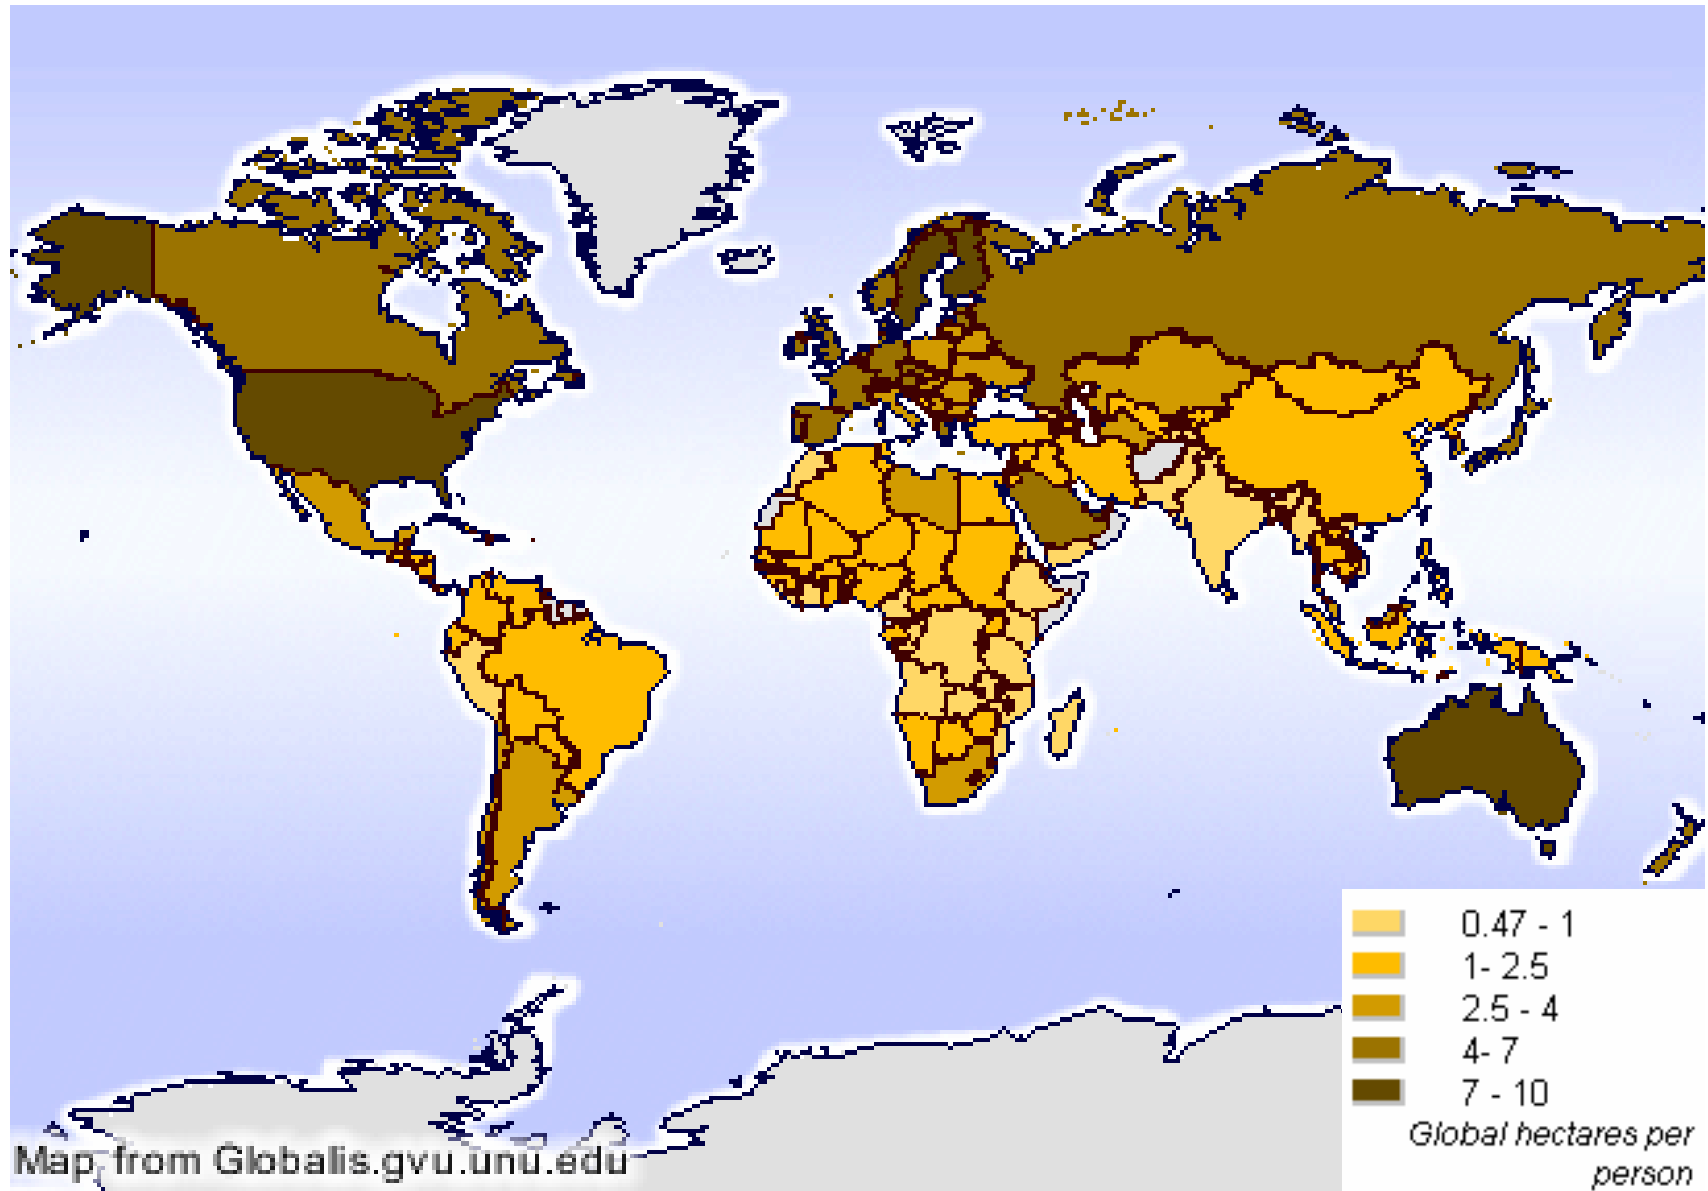 0.47 - 1
1- 2.5
2.5 - 4
4- 7
7 - 10
Global hectares per
person
Map from Globalis.gvu.unu.edu